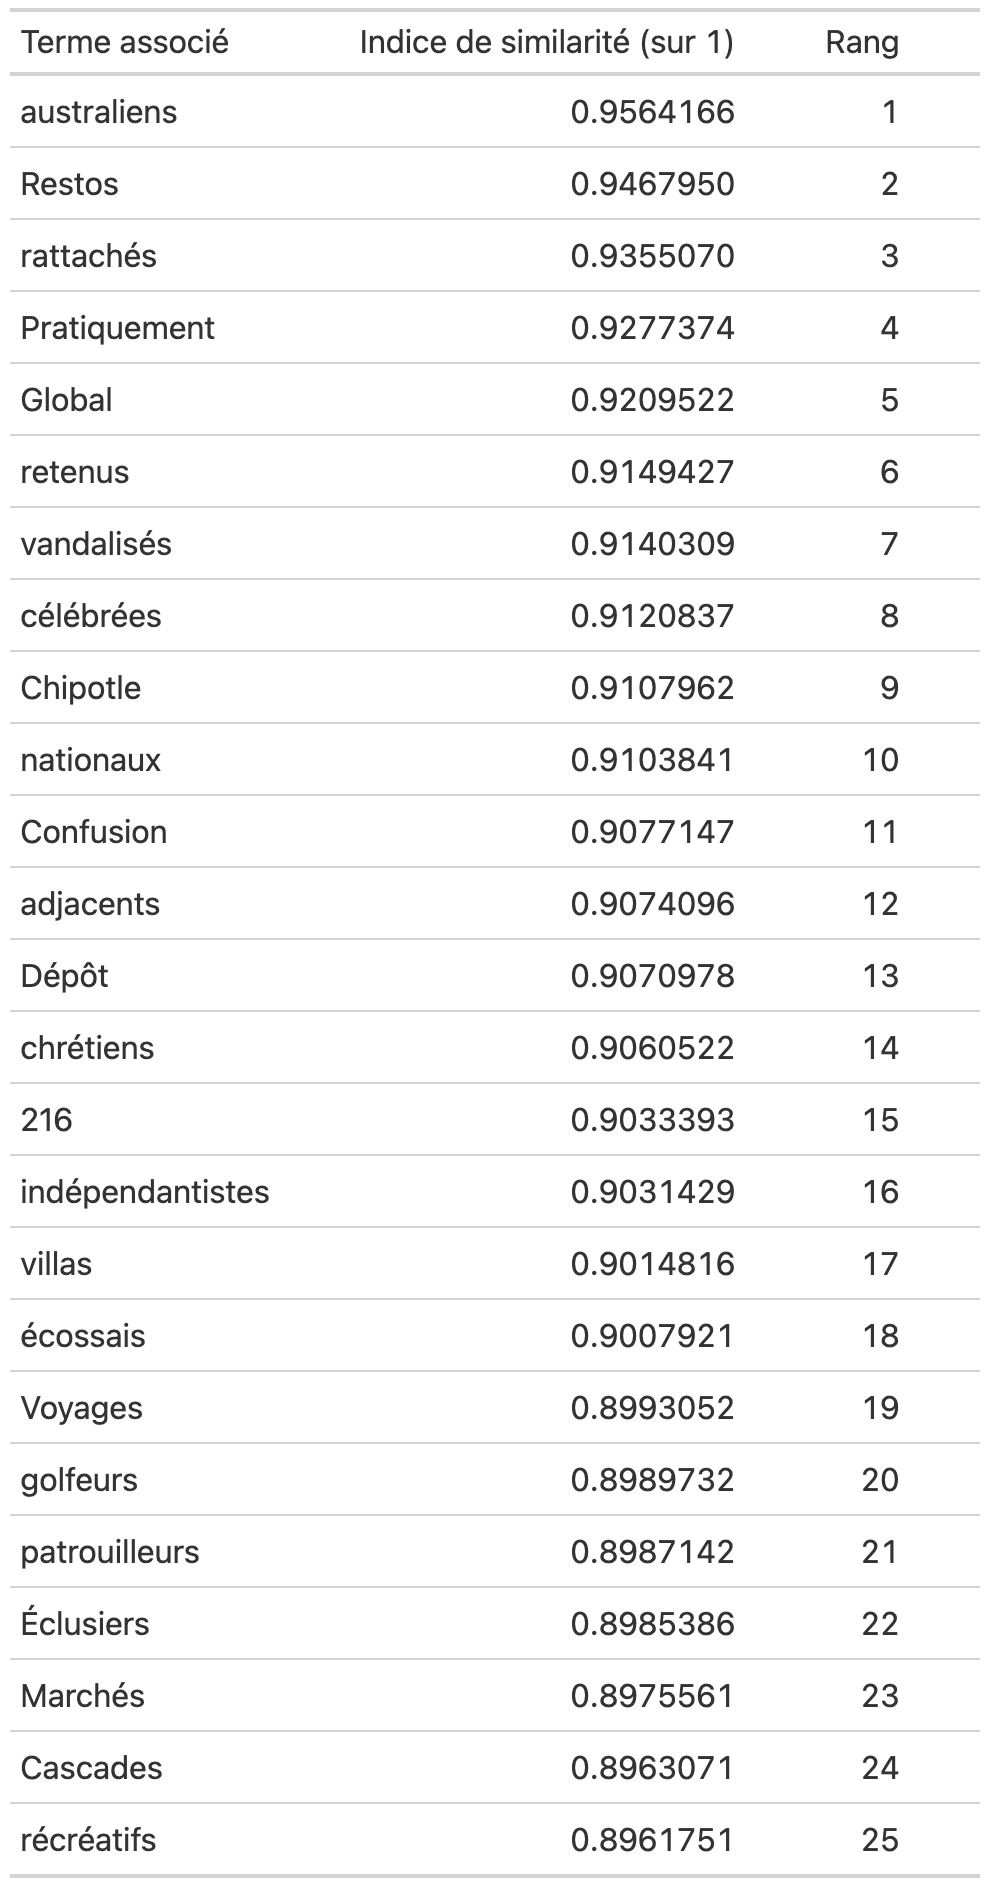 Terme associé Indice de similarité (sur 1) Rang
australiens 0.9564166 1
Restos 0.9467950 2
rattachés 0.9355070 3
Pratiquement 0.9277374 4
Global 0.9209522 5
retenus 0.9149427 6
vandalisés 0.9140309 7
célébrées 0.9120837 8
Chipotle 0.9107962 9
nationaux 0.9103841 10
Confusion 0.9077147 11
adjacents 0.9074096 12
Dépôt 0.9070978 13
chrétiens 0.9060522 14
216 0.9033393 15
indépendantistes 0.9031429 16
villas 0.9014816 17
écossais 0.9007921 18
Voyages 0.8993052 19
golfeurs 0.8989732 20
patrouilleurs 0.8987142 21
Éclusiers 0.8985386 22
Marchés 0.8975561 23
Cascades 0.8963071 24
récréatifs 0.8961751 25